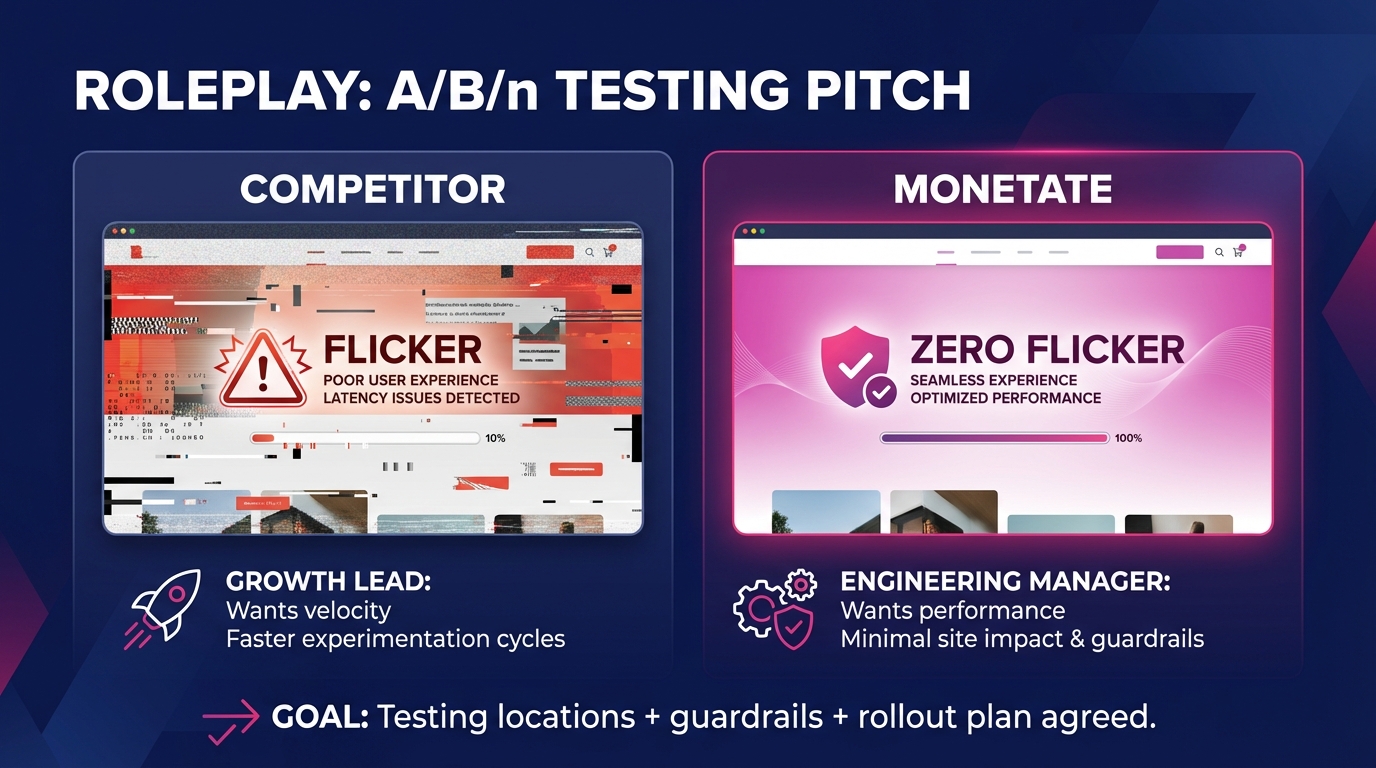 ROLEPLAY: A/B/n TESTING PITCH
COMPETITOR
FLICKER
POOR USER EXPERIENCE
LATENCY ISSUES DETECTED
10%
GROWTH LEAD:
Wants velocity
Faster experimentation cycles
MONETATE
ZERO FLICKER
SEAMLESS EXPERIENCE
OPTIMIZED PERFORMANCE
100%
ENGINEERING MANAGER:
Wants performance
Minimal site impact & guardrails
GOAL: Testing locations + guardrails + rollout plan agreed.